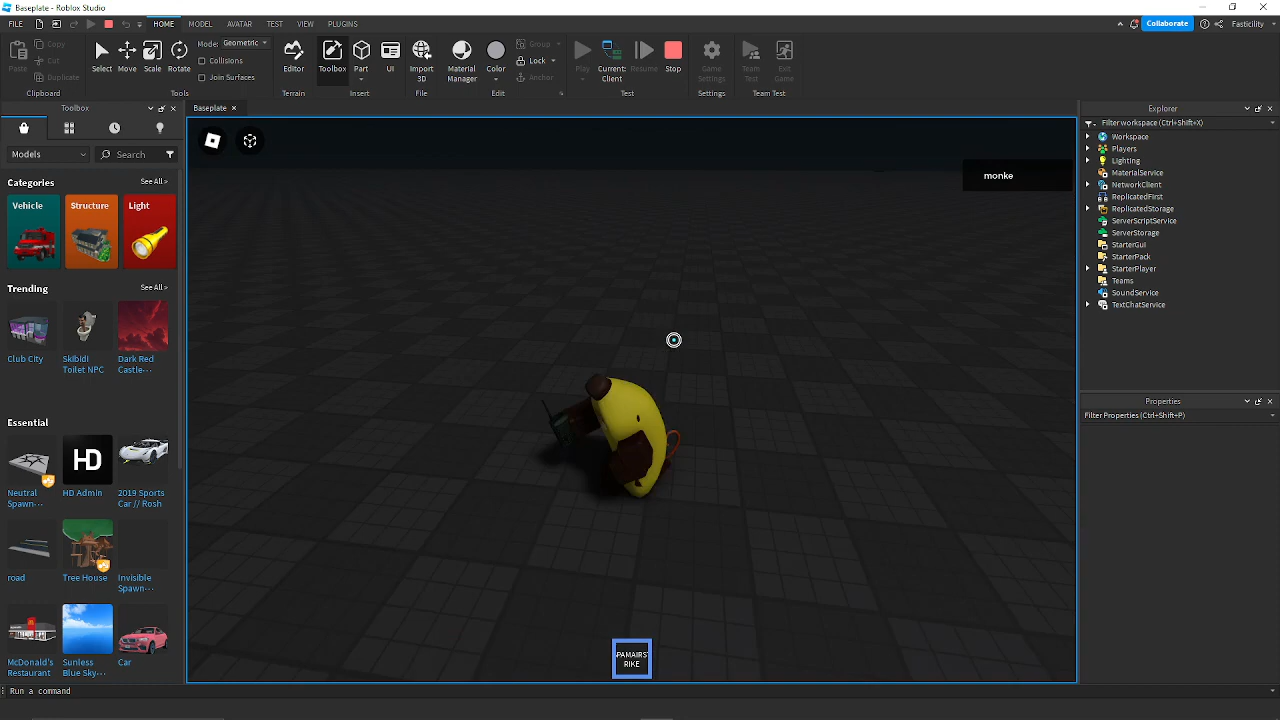 Baseplate - Roblox Studio
FILE HOME MODEL AVATAR TEST VIEW PLUGINS Collaborate Fasticility
Paste Copy Cut Duplicate Clipboard
Select Move Scale Rotate Mode: Geometric Collisions Join Surfaces Tools
Editor Terrain
Toolbox Part UI Insert
Import 3D File
Material Manager Color Group Lock Anchor Edit
Play Current: Client Resume Stop Test
Game Settings Settings
Team Test Exit Game Team Test
Toolbox
Models Search
Categories See All >
Vehicle Structure Light
Trending See All >
Club City Skibidi Toilet NPC Dark Red Castle···
Essential
HD
Neutral Spawn··· HD Admin 2019 Sports Car // Rosh
road Tree House Invisible Spawn···
McDonald's Restaurant Sunless Blue Sky··· Car
Baseplate
monke
PAMAIRST
RIKE
Explorer
Filter workspace (Ctrl+Shift+X)
Workspace
Players
Lighting
MaterialService
NetworkClient
ReplicatedFirst
ReplicatedStorage
ServerScriptService
ServerStorage
StarterGui
StarterPack
StarterPlayer
Teams
SoundService
TextChatService
Properties
Filter Properties (Ctrl+Shift+P)
Run a command